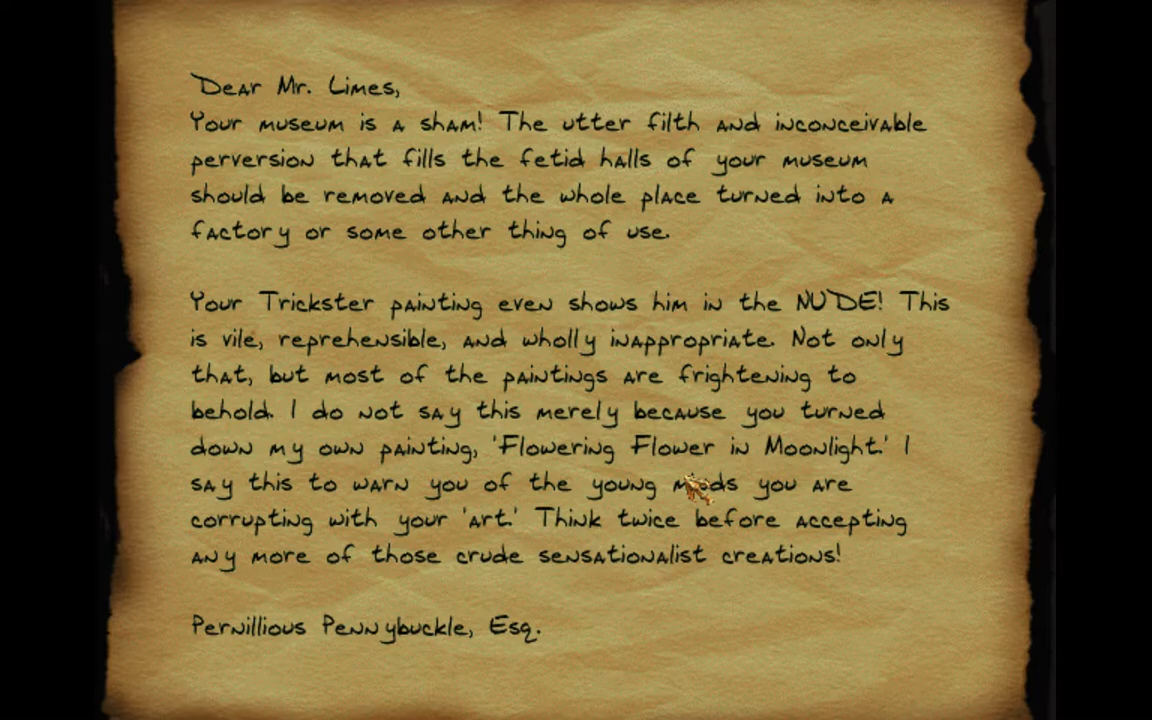 Dear Mr. Limes,
Your museum is a sham! The utter filth and inconceivable
perversion that fills the fetid halls of your museum
should be removed and the whole place turned into a
factory or some other thing of use.
Your Trickster painting even shows him in the NUDE! This
is vile, reprehensible, and wholly inappropriate. Not only
that, but most of the paintings are frightening to
behold. I do not say this merely because you turned
down my own painting, 'Flowering Flower in Moonlight.' I
say this to warn you of the young minds you are
corrupting with your 'art.' Think twice before accepting
any more of those crude sensationalist creations!
Pernillious Pennybuckle, Esq.